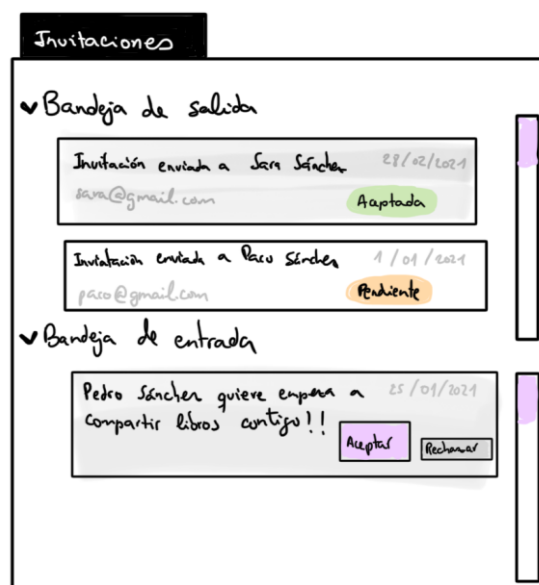 Invitaciones
Bandeja de salida
Invitación enviada a Sara Sánchez 28/02/2021
sara@gmail.com Aceptada
Invitación enviada a Paco Sánchez 1/01/2021
paco@gmail.com Pendiente
Bandeja de entrada
Pedro Sánchez quiere empezar a 25/01/2021
compartir libros contigo!!
Aceptar Rechazar